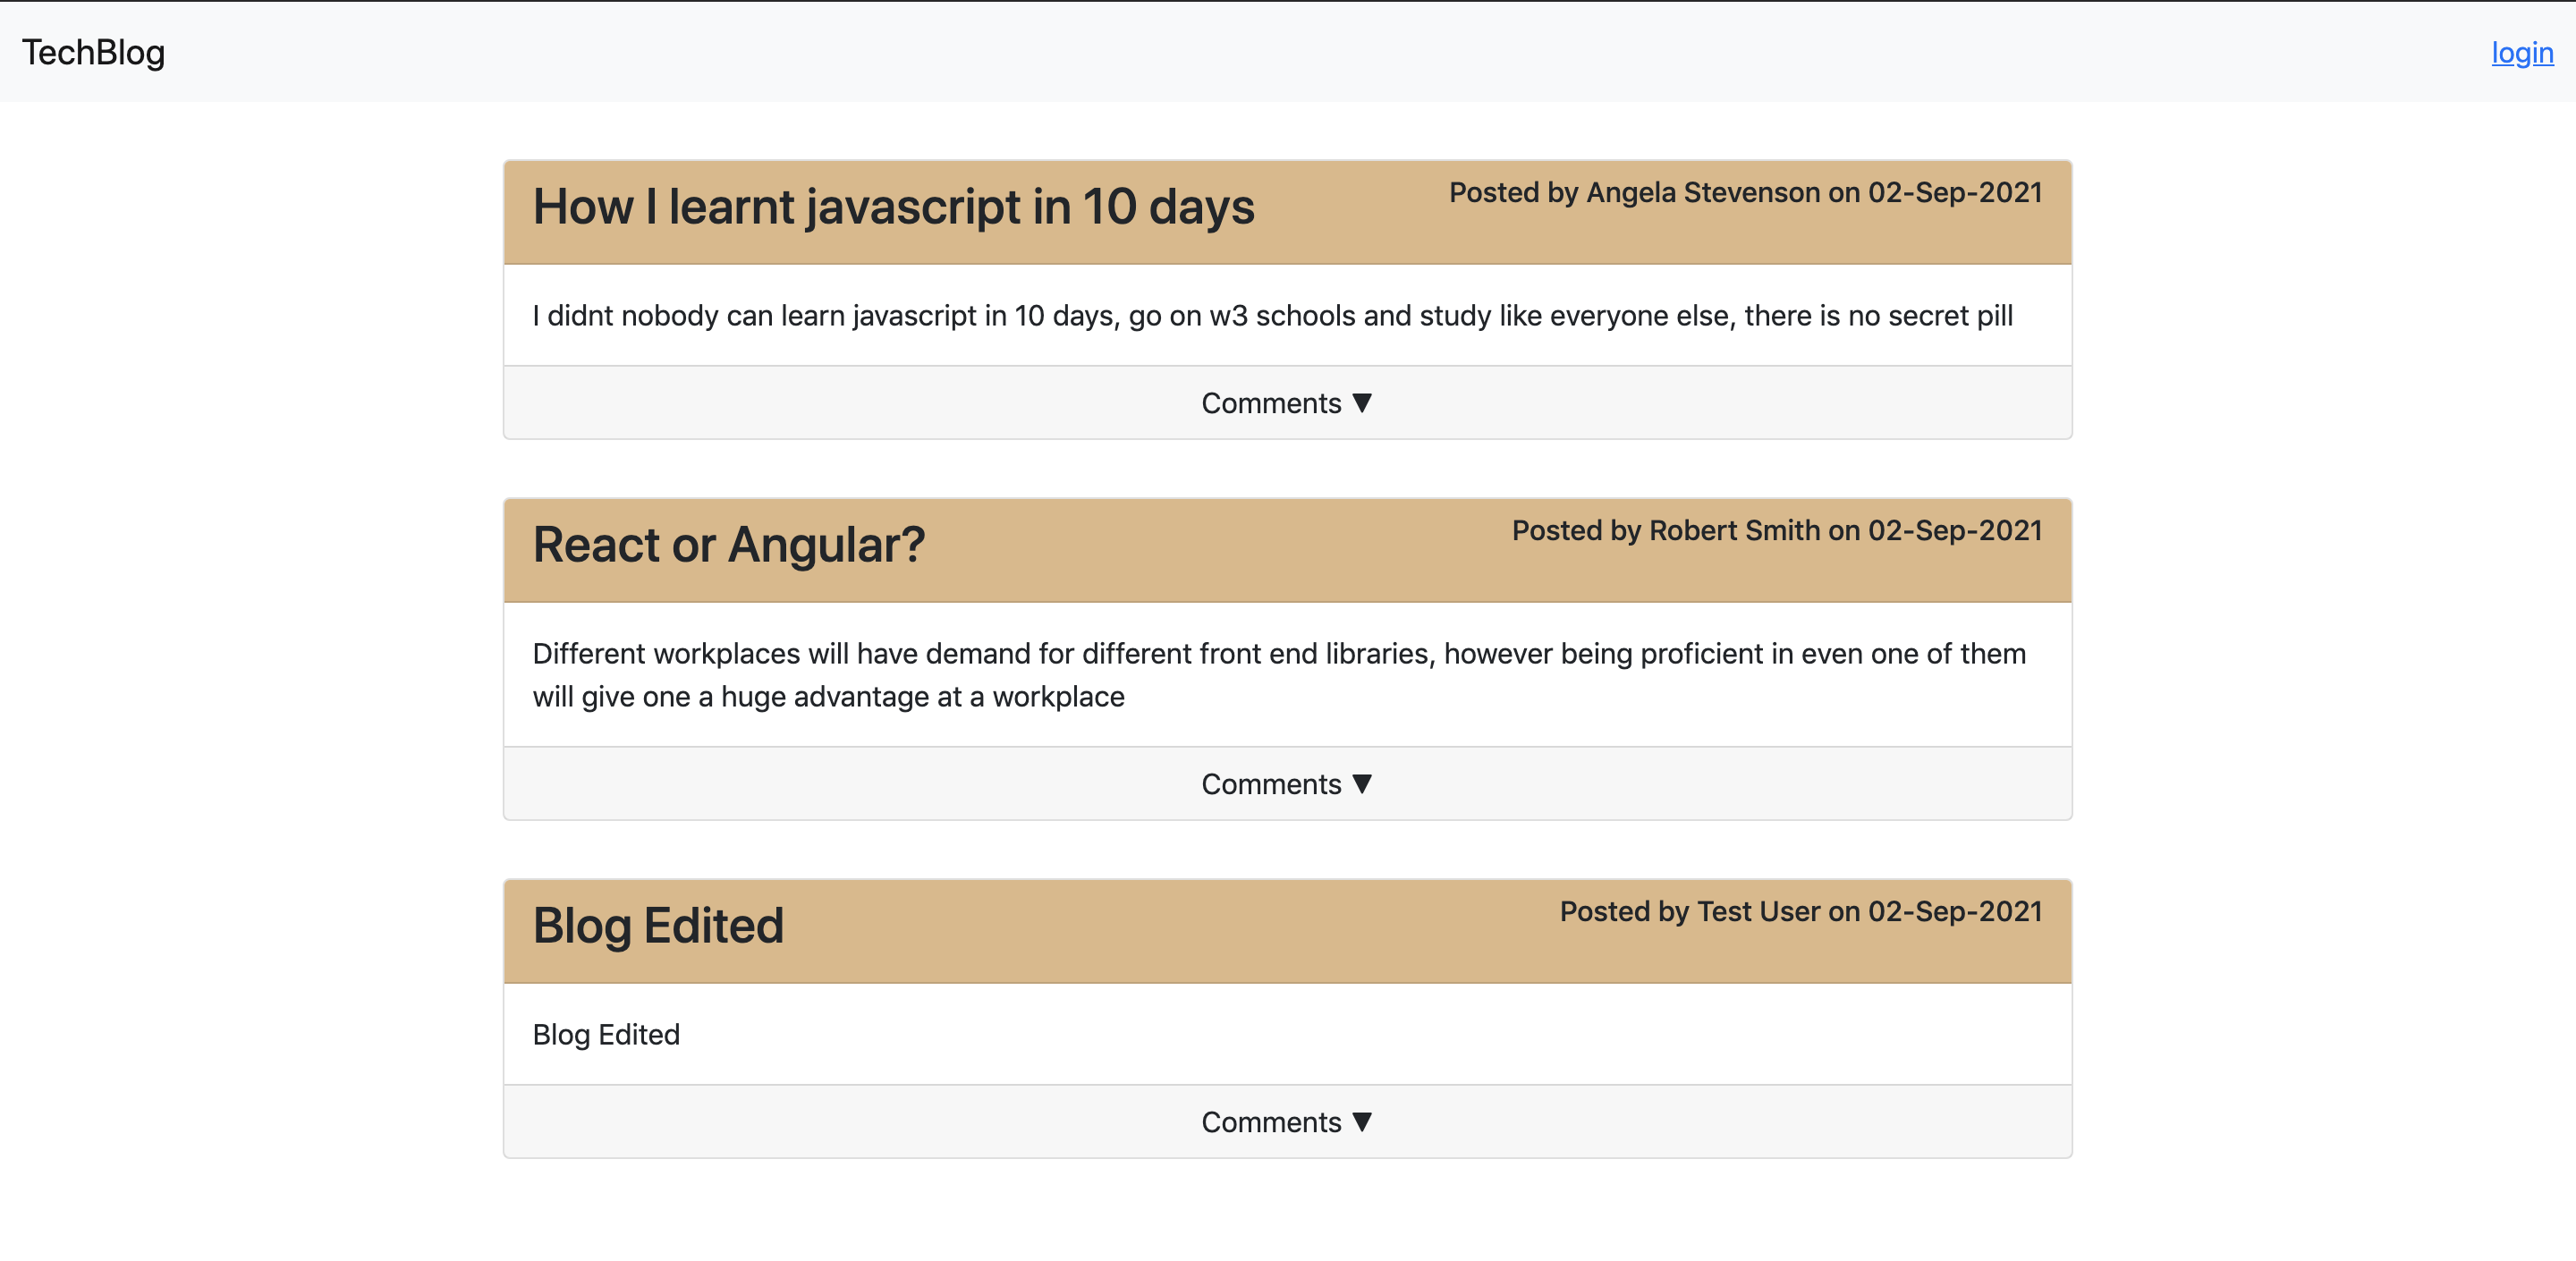 TechBlog
login
How I learnt javascript in 10 days
Posted by Angela Stevenson on 02-Sep-2021
I didnt nobody can learn javascript in 10 days, go on w3 schools and study like everyone else, there is no secret pill
Comments ▼
React or Angular?
Posted by Robert Smith on 02-Sep-2021
Different workplaces will have demand for different front end libraries, however being proficient in even one of them
will give one a huge advantage at a workplace
Comments ▼
Blog Edited
Posted by Test User on 02-Sep-2021
Blog Edited
Comments ▼